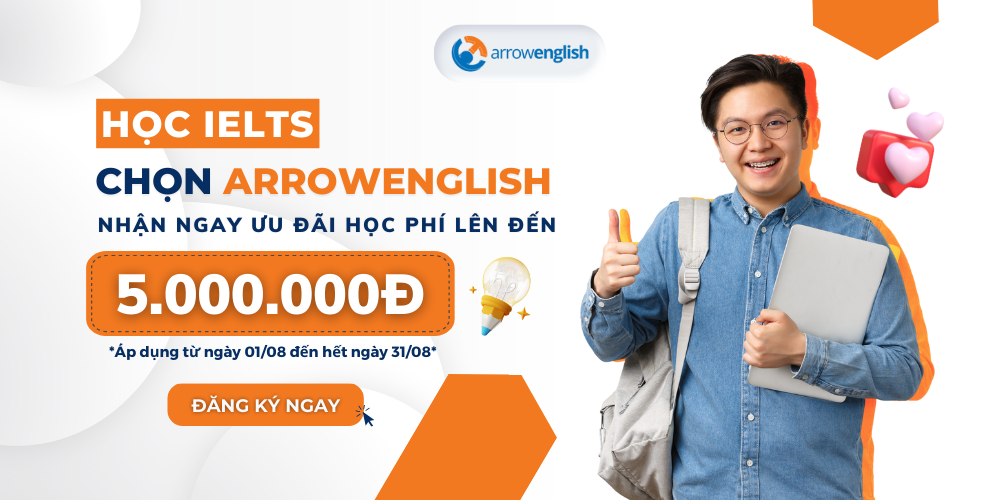 arrowenglish
HỌC IELTS
CHỌN ARROWENGLISH
NHẬN NGAY ƯU ĐÃI HỌC PHÍ LÊN ĐẾN
5.000.000Đ
*Áp dụng từ ngày 01/08 đến hết ngày 31/08*
ĐĂNG KÝ NGAY